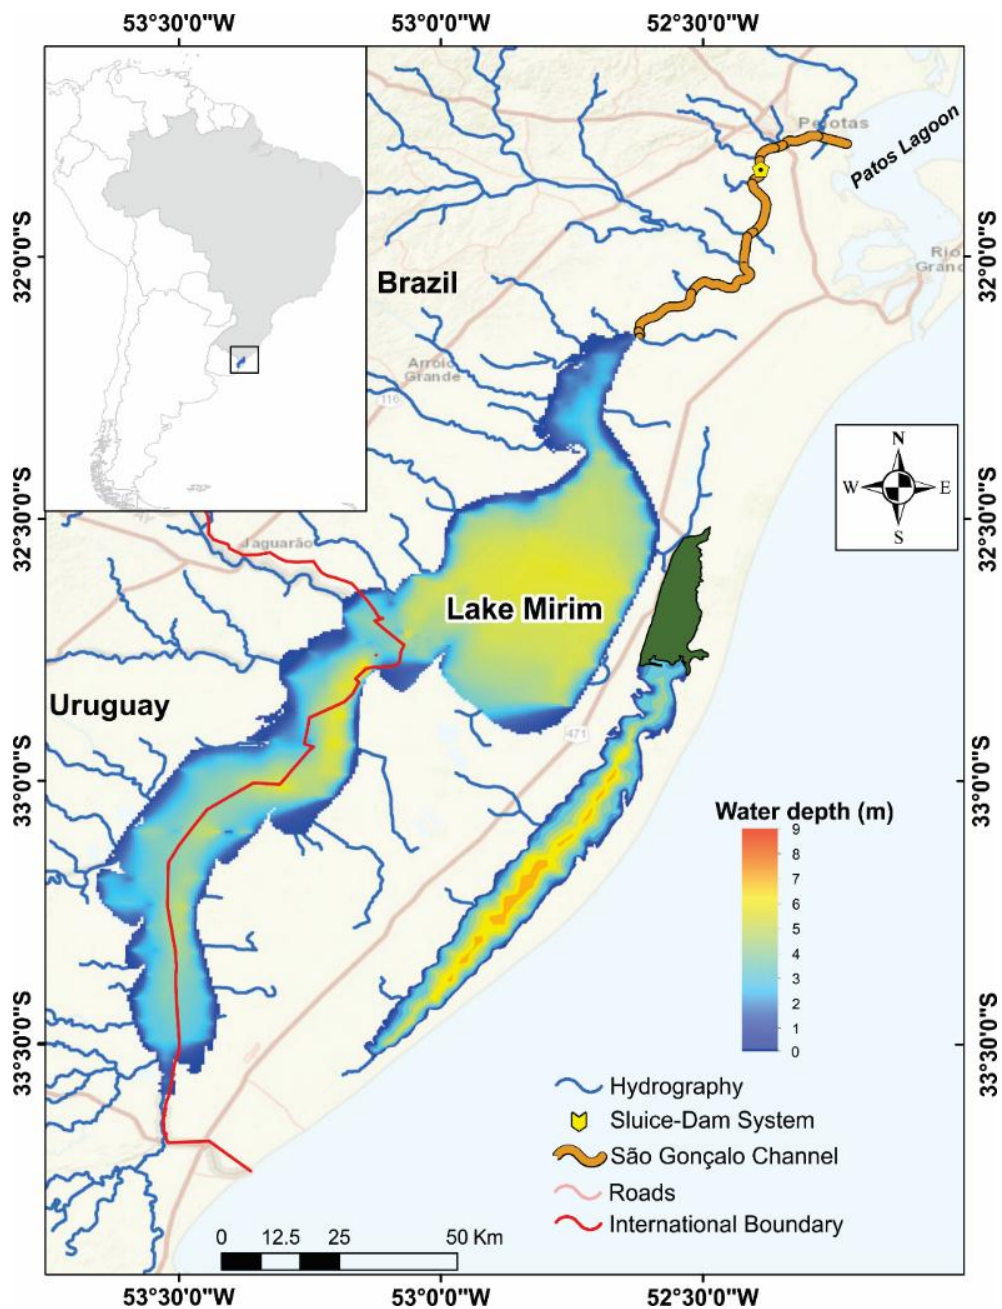 53°30'0"W 53°0'0"W 52°30'0"W
Pelotas
Patos Lagoon
32°0'0"S
32°0'0"S
Brazil
Rio
Grand
Arroio
Grande
116
N
W E
S
32°30'0"S
32°30'0"S
Jaguarão
Lake Mirim
Uruguay
471
33°0'0"S
33°0'0"S
Water depth (m)
9
8
7
6
5
4
3
2
1
0
33°30'0"S
33°30'0"S
Hydrography
Sluice-Dam System
São Gonçalo Channel
Roads
International Boundary
0 12.5 25 50 Km
53°30'0"W 53°0'0"W 52°30'0"W